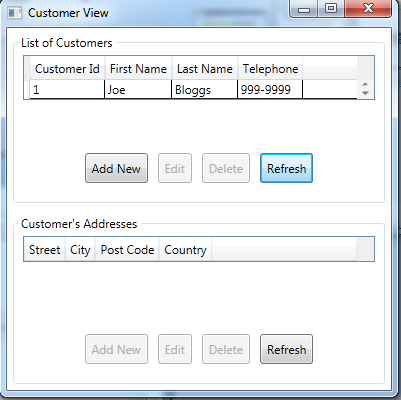 Customer View
List of Customers
Customer Id First Name Last Name Telephone
1 Joe Bloggs 999-9999
Add New Edit Delete Refresh
Customer's Addresses
Street City Post Code Country
Add New Edit Delete Refresh